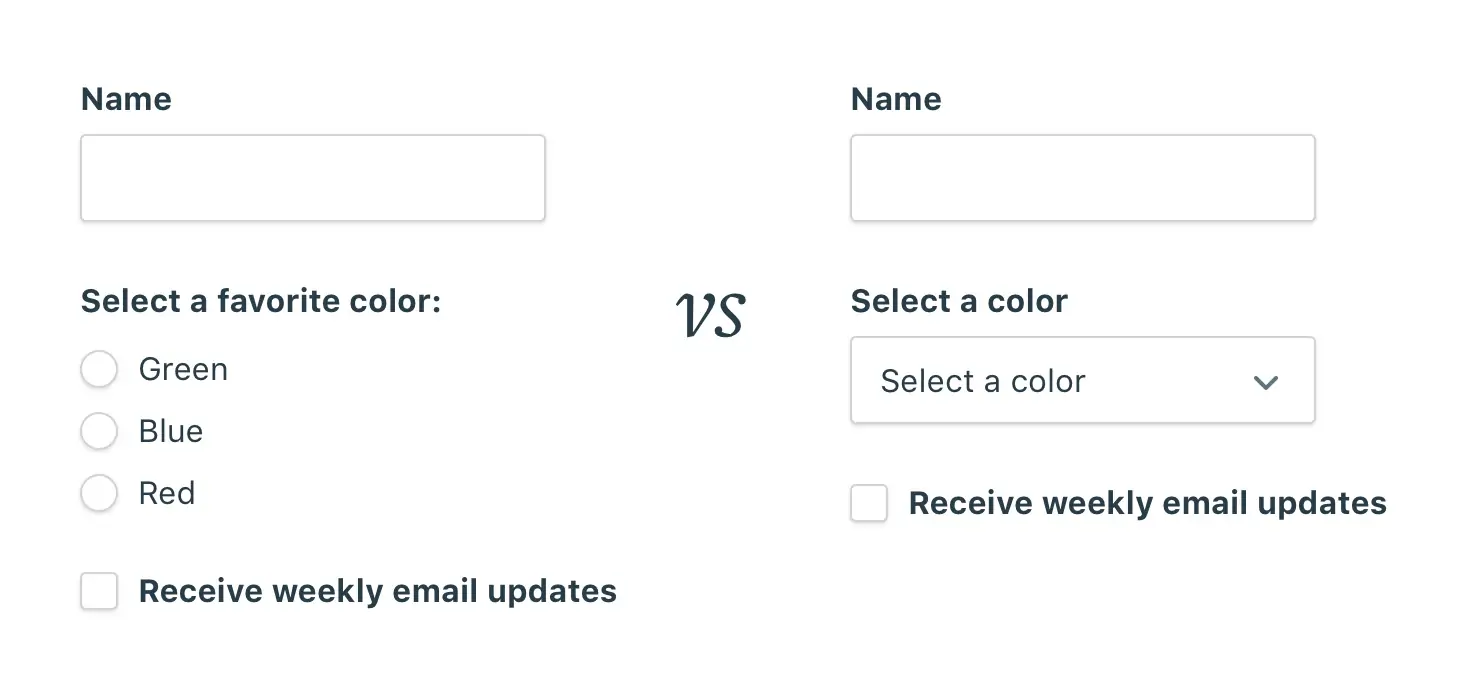 Name
Select a favorite color:
Green
Blue
Red
Receive weekly email updates
vs
Name
Select a color
Select a color
Receive weekly email updates